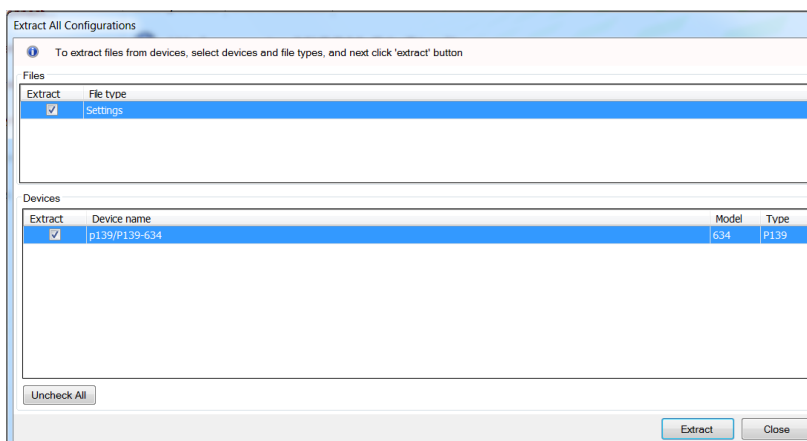 Extract All Configurations
To extract files from devices, select devices and file types, and next click 'extract' button
Files
Extract File type
Settings
Devices
Extract Device name Model Type
p139/P139-634 634 P139
Uncheck All
Extract Close